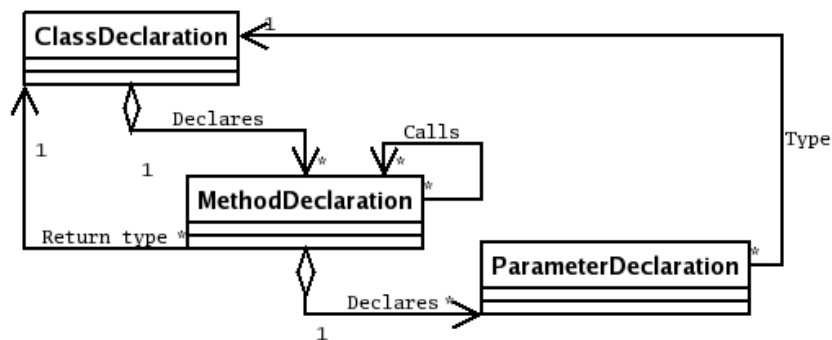 1
ClassDeclaration
Declares
Calls
Type
1
*
*
1
*
MethodDeclaration
Return type *
*
ParameterDeclaration
Declares *
1